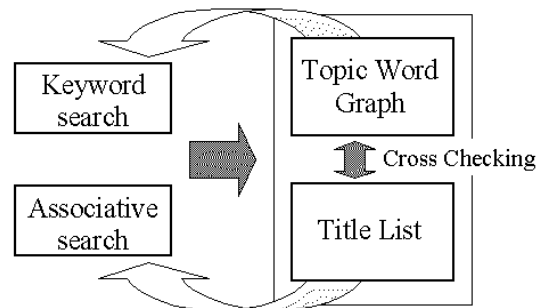 Keyword
search
Associative
search
Topic Word
Graph
Cross Checking
Title List